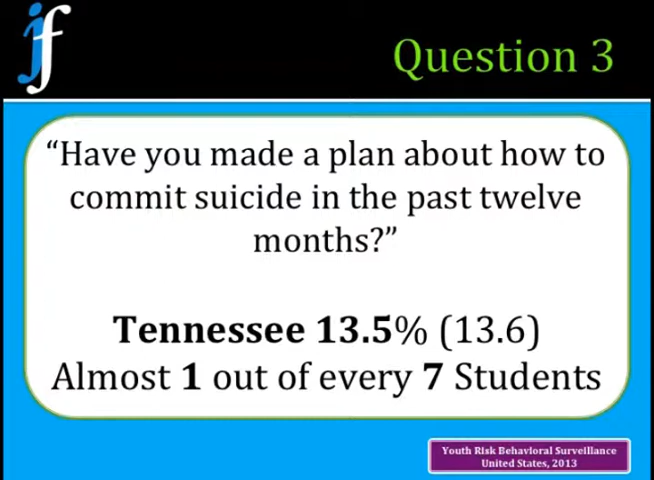 jf
Question 3
“Have you made a plan about how to
commit suicide in the past twelve
months?”
Tennessee 13.5% (13.6)
Almost 1 out of every 7 Students
Youth Risk Behavioral Surveillance
United States, 2013